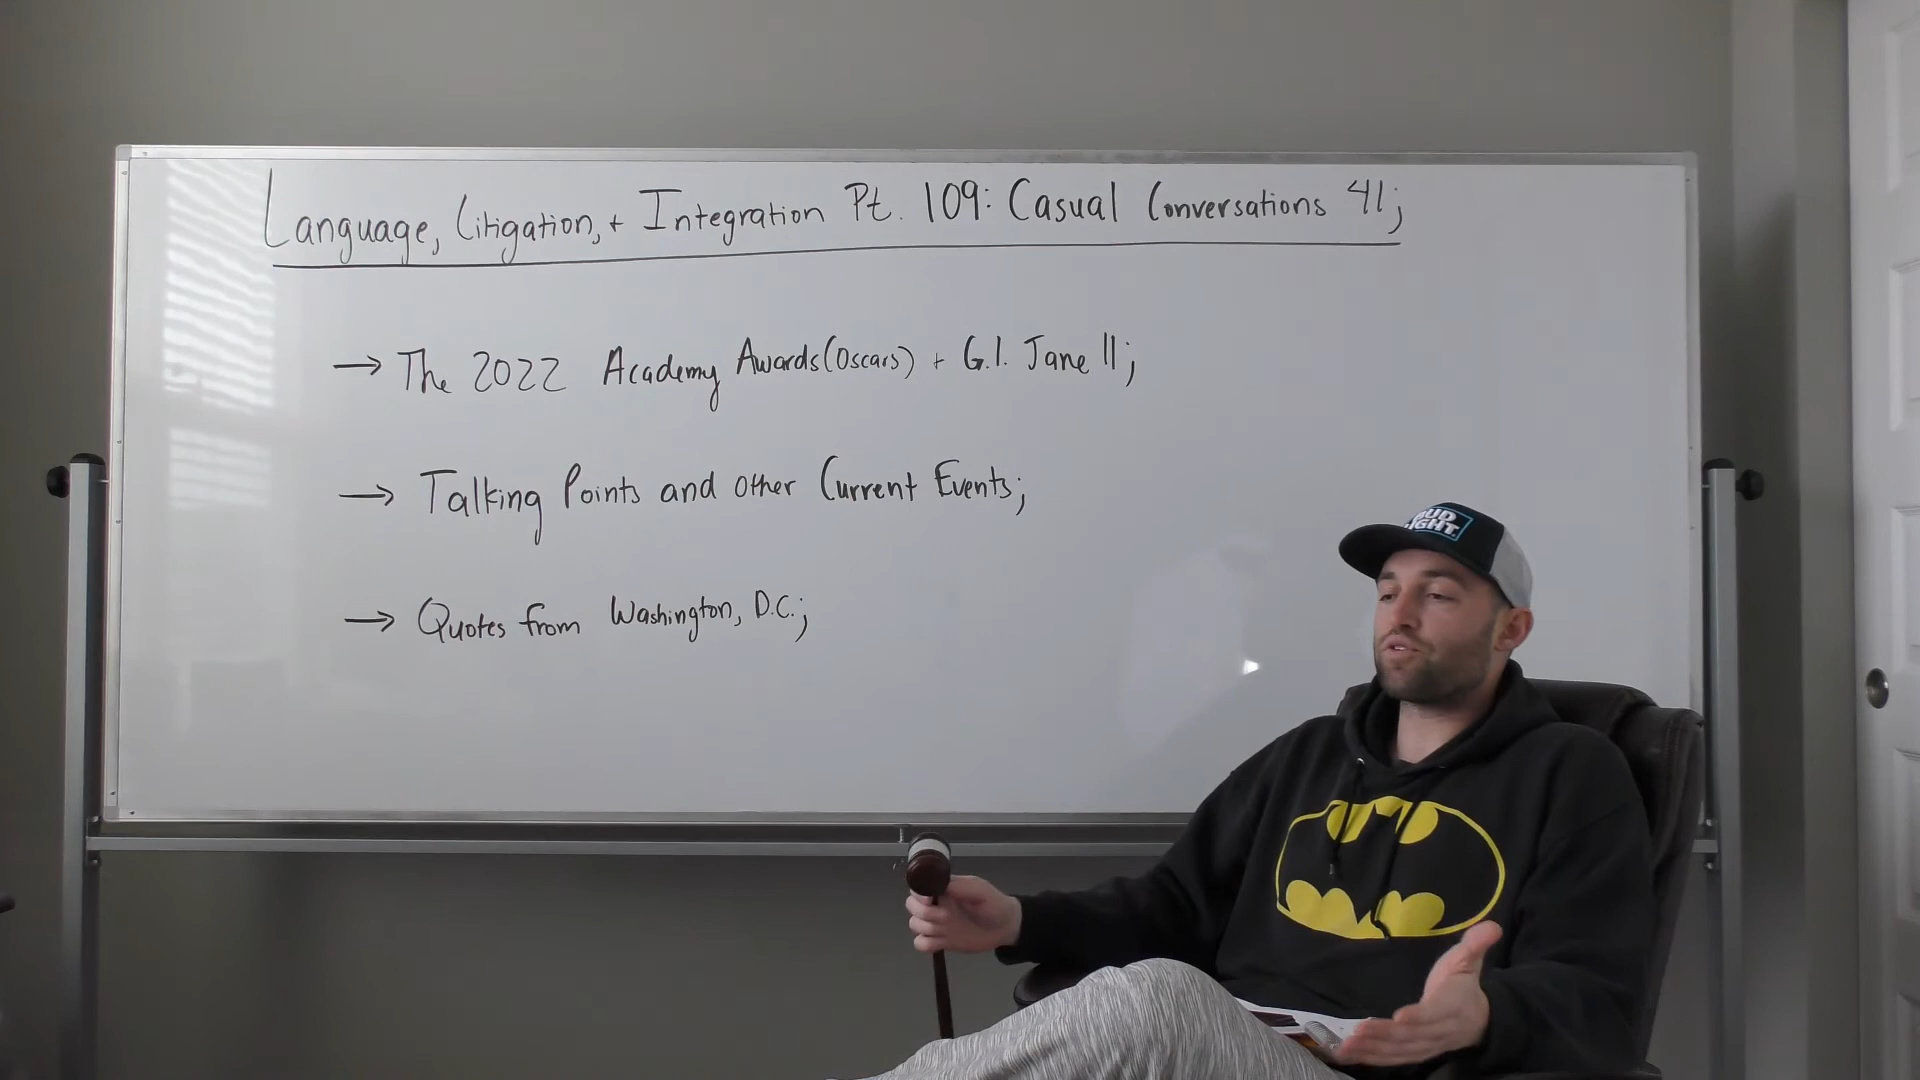 Language, Litigation, + Integration Pt. 109: Casual Conversations 41;
→ The 2022 Academy Awards (Oscars) + G.I. Jane II;
→ Talking Points and other Current Events;
→ Quotes from Washington, D.C.;
BUD
LIGHT.